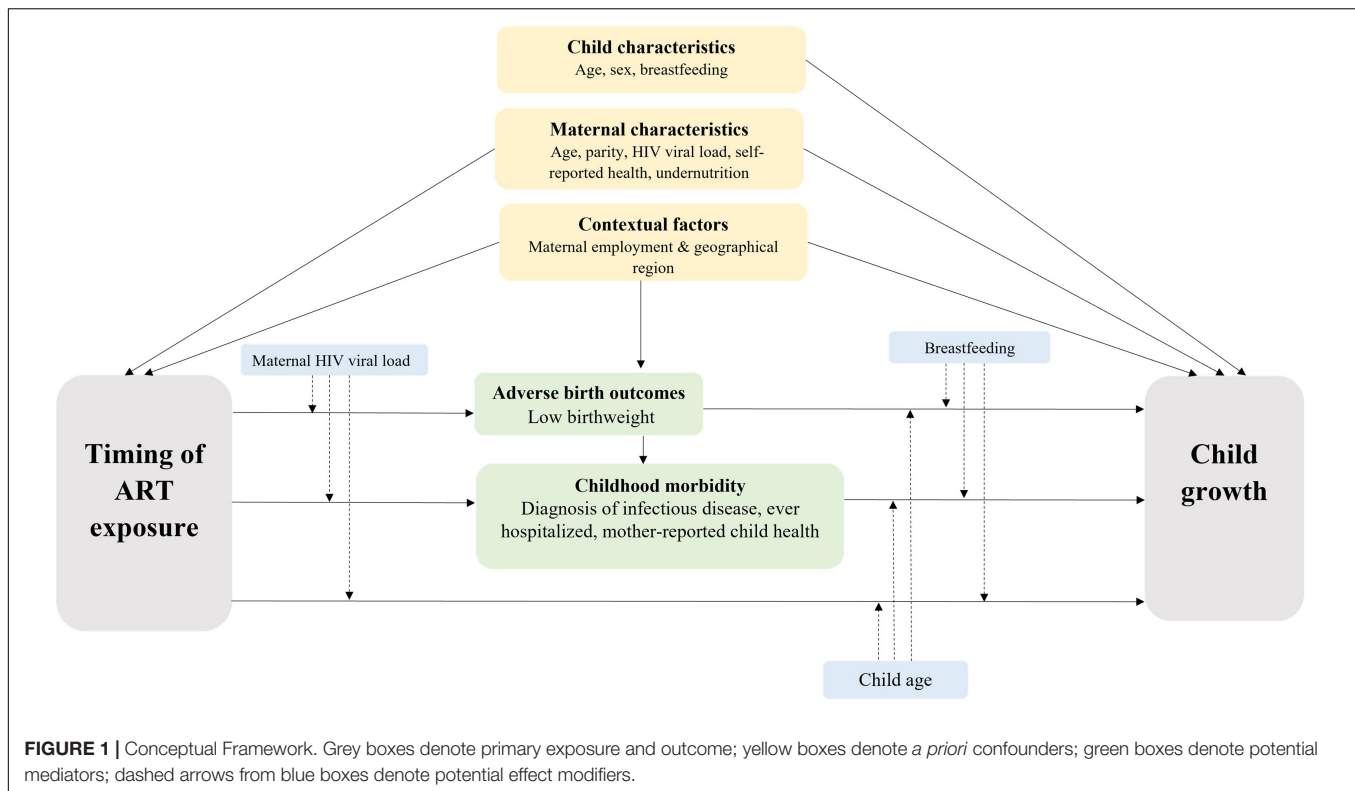 Child characteristics
Age, sex, breastfeeding
Maternal characteristics
Age, parity, HIV viral load, self-
reported health, undernutrition
Contextual factors
Maternal employment & geographical
region
Maternal HIV viral load
Breastfeeding
Adverse birth outcomes
Low birthweight
Timing of
ART
exposure
Childhood morbidity
Diagnosis of infectious disease, ever
hospitalized, mother-reported child health
Child
growth
Child age
FIGURE 1 | Conceptual Framework. Grey boxes denote primary exposure and outcome; yellow boxes denote a priori confounders; green boxes denote potential
mediators; dashed arrows from blue boxes denote potential effect modifiers.